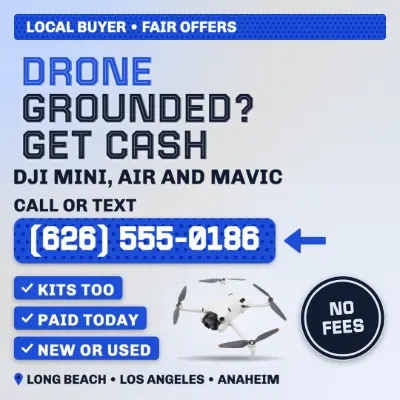 LOCAL BUYER • FAIR OFFERS
DRONE
GROUNDED?
GET CASH
DJI MINI, AIR AND MAVIC
CALL OR TEXT
(626) 555-0186
KITS TOO
PAID TODAY
NEW OR USED
NO
FEES
LONG BEACH • LOS ANGELES • ANAHEIM